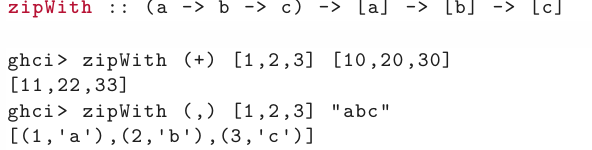 zipWith :: (a -> b -> c) -> [a] -> [b] -> [c]
ghci> zipWith (+) [1,2,3] [10,20,30]
[11,22,33]
ghci> zipWith (,) [1,2,3] "abc"
[(1,'a'),(2,'b'),(3,'c')]